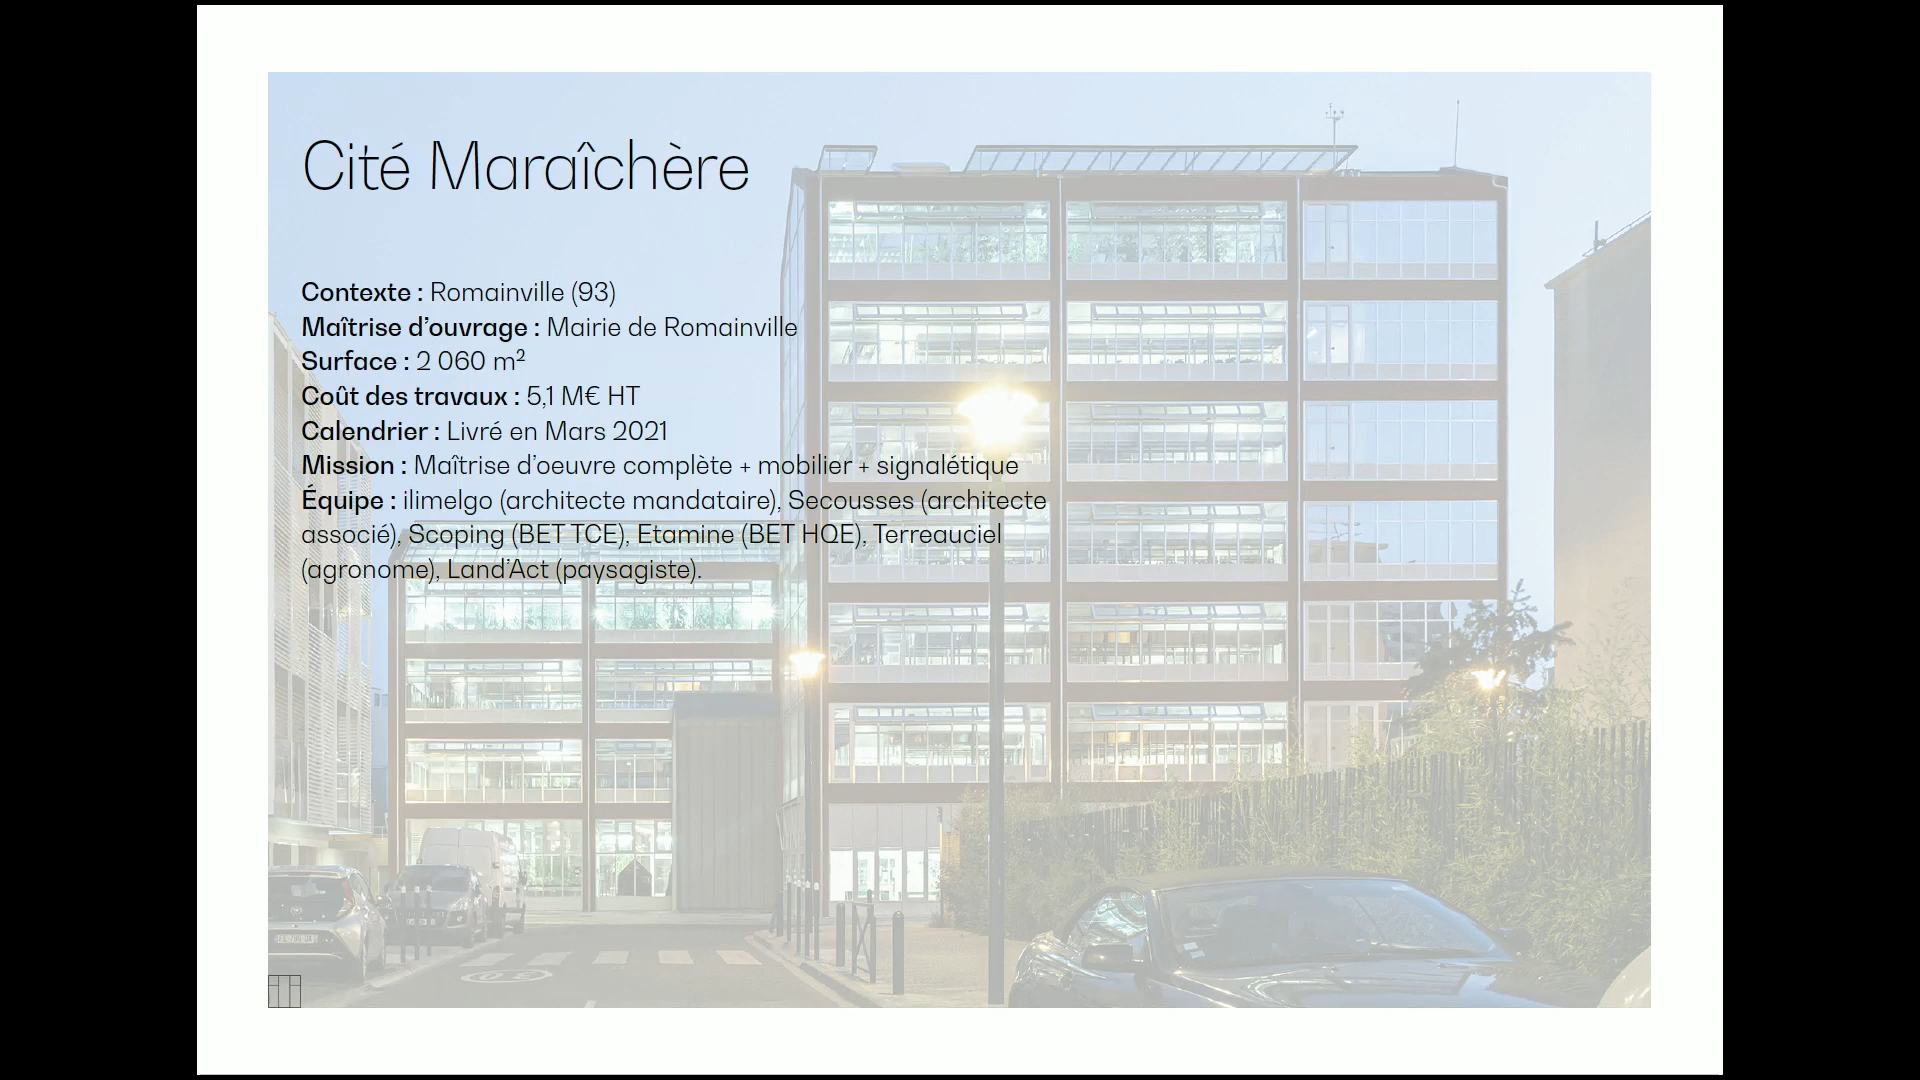 Cité Maraîchère
Contexte : Romainville (93)
Maîtrise d’ouvrage : Mairie de Romainville
Surface : 2 060 m²
Coût des travaux : 5,1 M€ HT
Calendrier : Livré en Mars 2021
Mission : Maîtrise d’oeuvre complète + mobilier + signalétique
Équipe : ilimelgo (architecte mandataire), Secousses (architecte
associé), Scoping (BET TCE), Etamine (BET HQE), Terreauciel
(agronome), Land’Act (paysagiste).